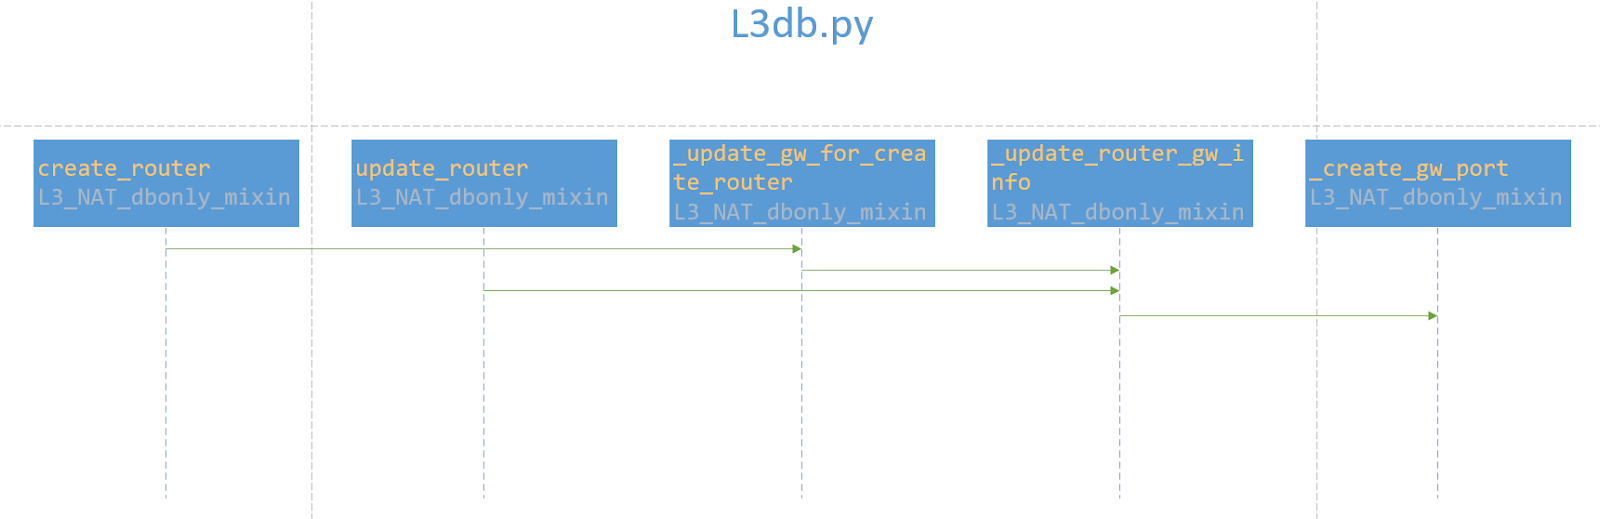 L3db.py
create_router
L3_NAT_dbonly_mixin
update_router
L3_NAT_dbonly_mixin
_update_gw_for_crea
te_router
L3_NAT_dbonly_mixin
_update_router_gw_i
nfo
L3_NAT_dbonly_mixin
_create_gw_port
L3_NAT_dbonly_mixin